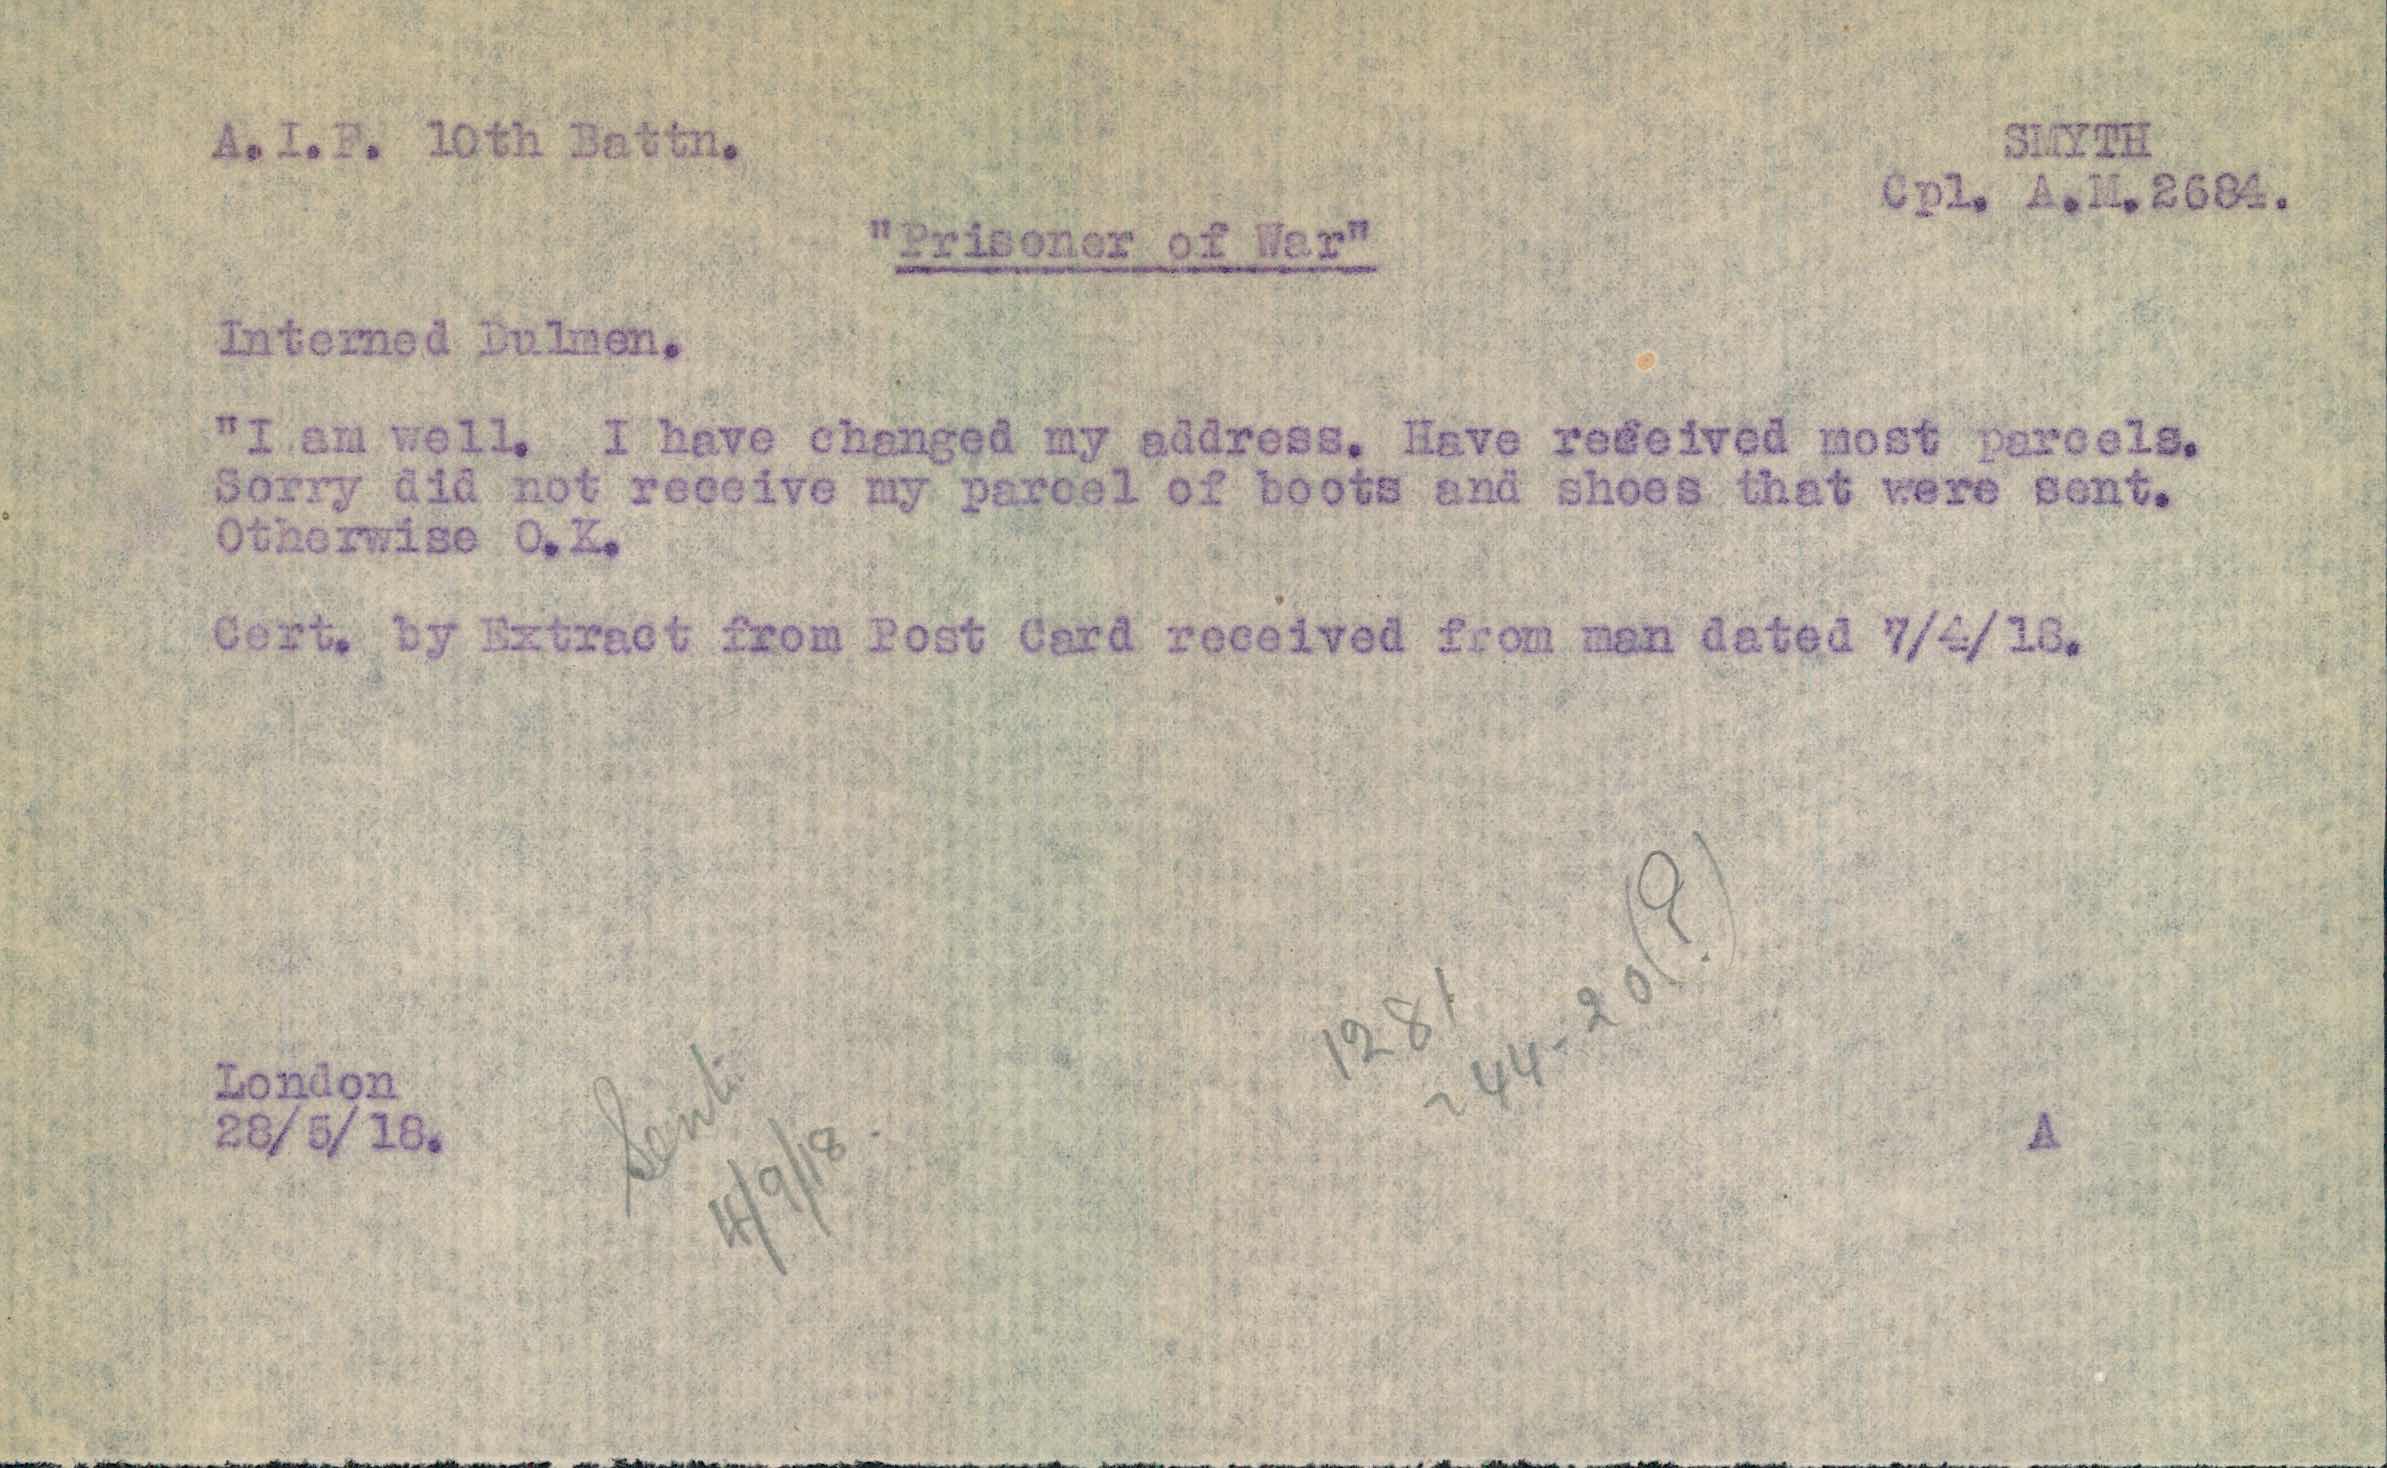 A.I.F. 10th Battn.
SMYTH
Cpl. A.M.2684.
"Prisoner of War"
Interned Dulmen.
"I am well. I have changed my address. Have received most parcels.
Sorry did not receive my parcel of boots and shoes that were sent.
Otherwise O.K.
Cert. by Extract from Post Card received from man dated 7/4/18.
London
28/5/18.
A
Sent.
4/9/18.
1281
44-20(?)